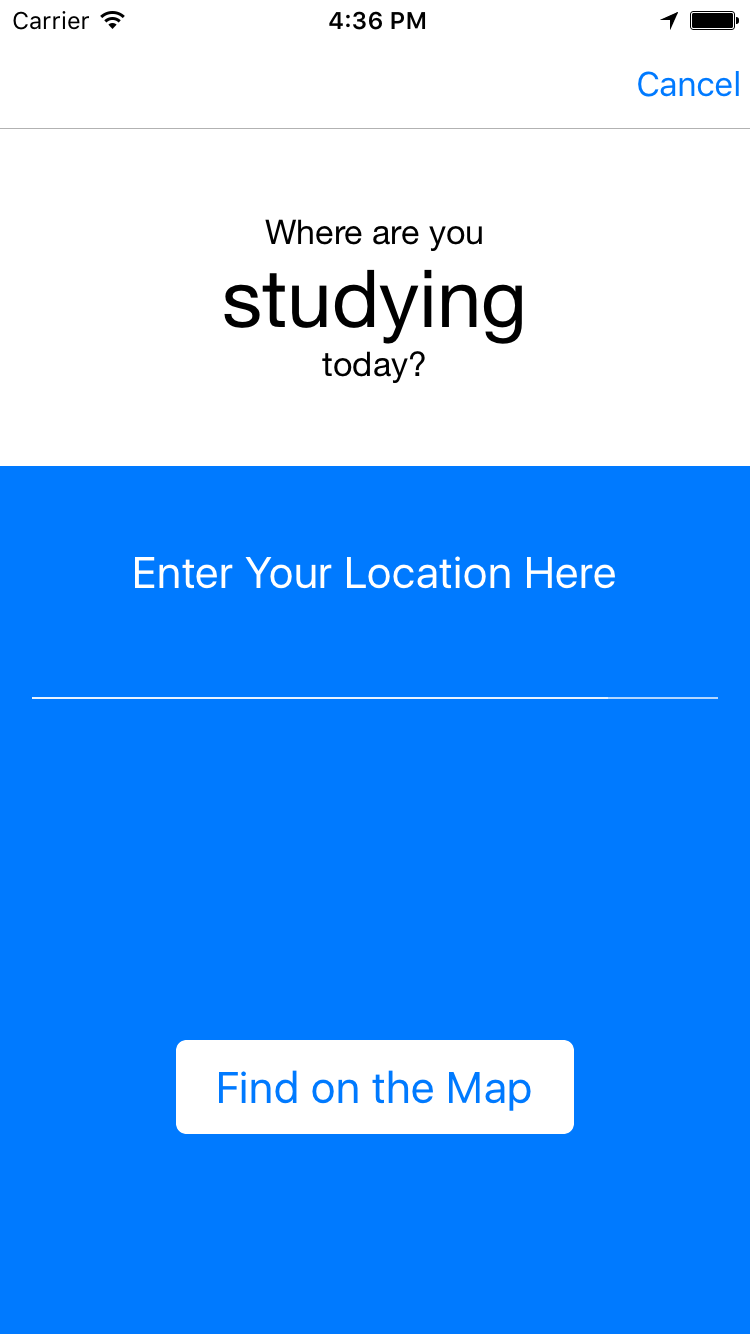 Carrier 4:36 PM
Cancel
Where are you
studying
today?
Enter Your Location Here
Find on the Map